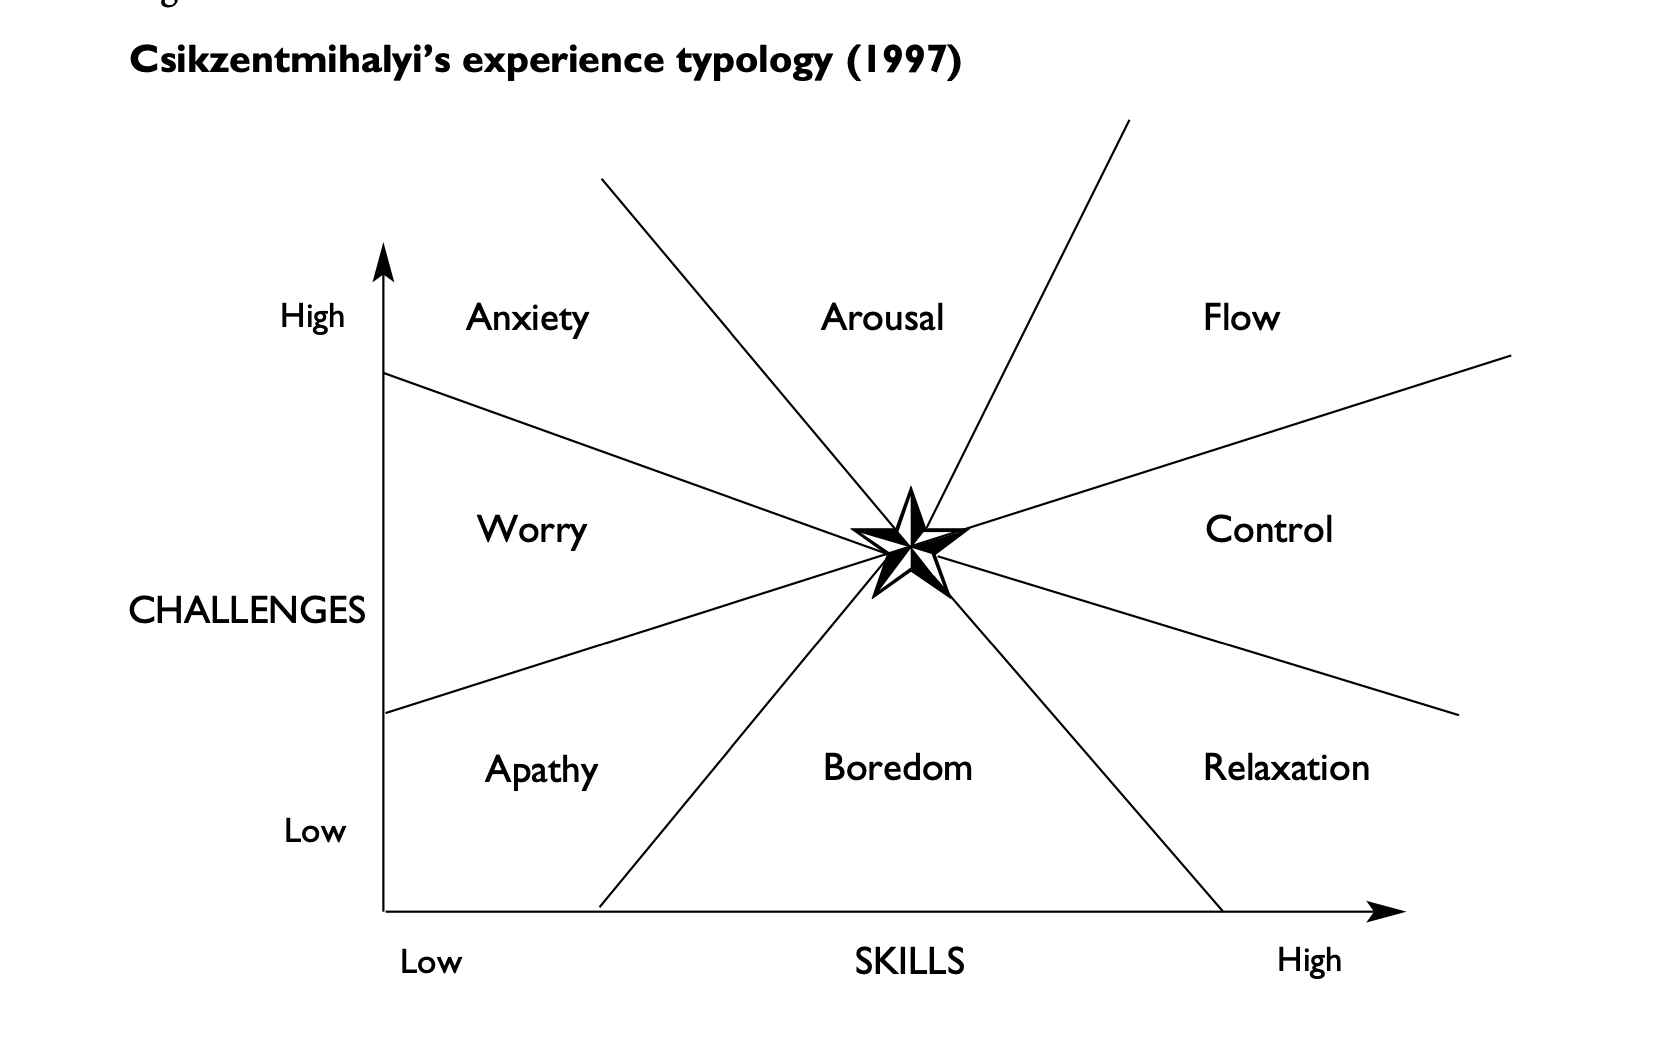 Csikzentmihalyi’s experience typology (1997)
High
Anxiety
Arousal
Flow
Worry
Control
CHALLENGES
Apathy
Boredom
Relaxation
Low
Low
SKILLS
High